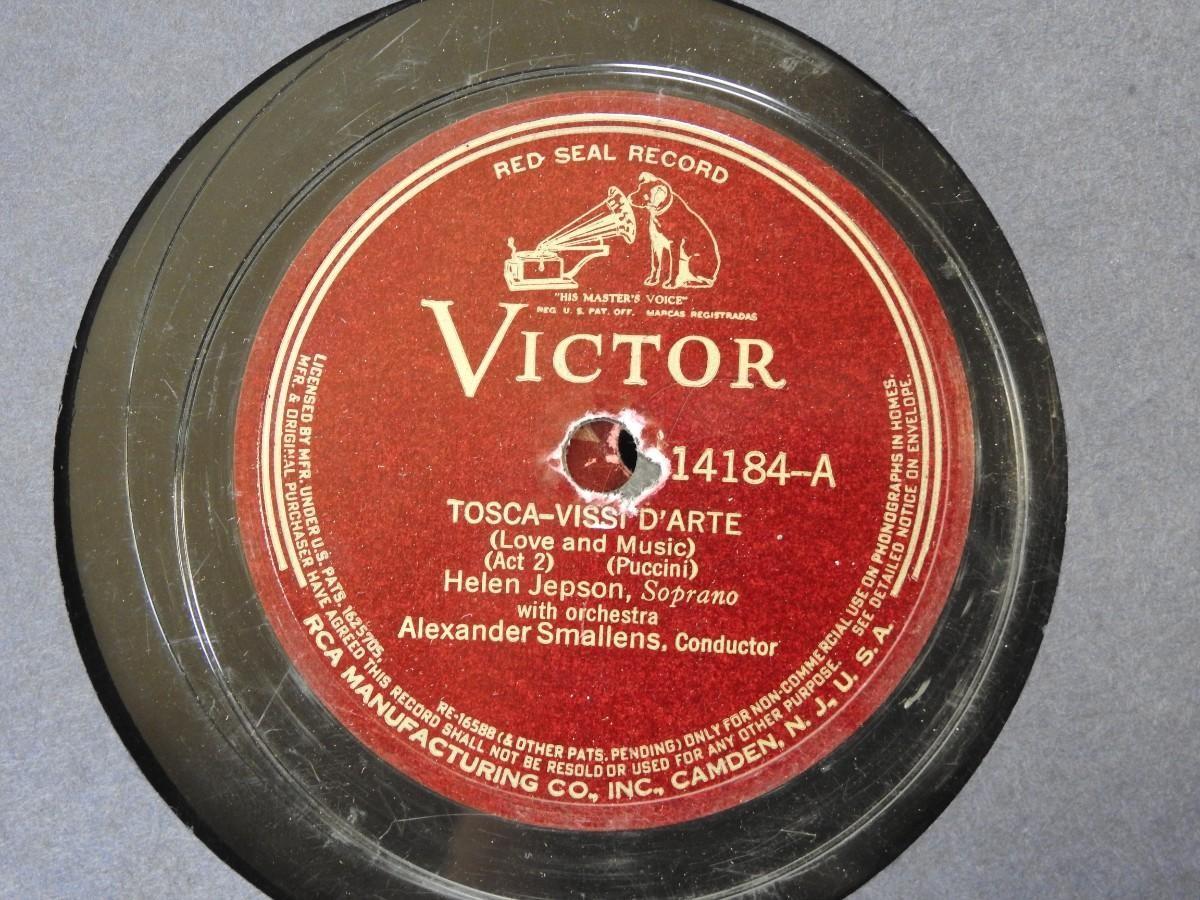 RED SEAL RECORD
"HIS MASTER'S VOICE"
REG. U. S. PAT. OFF. MARCAS REGISTRADAS
VICTOR
14184-A
TOSCA-VISSI D'ARTE
(Love and Music)
(Act 2) (Puccini)
Helen Jepson, Soprano
with orchestra
Alexander Smallens, Conductor
LICENSED BY MFR. UNDER U.S. PATS. 1625705, RE-16588 (& OTHER PATS. PENDING) ONLY FOR NON-COMMERCIAL USE ON PHONOGRAPHS IN HOMES.
MFR. & ORIGINAL PURCHASER HAVE AGREED THIS RECORD SHALL NOT BE RESOLD OR USED FOR ANY OTHER PURPOSE. SEE DETAILED NOTICE ON ENVELOPE.
RCA MANUFACTURING CO., INC., CAMDEN, N. J., U. S. A.